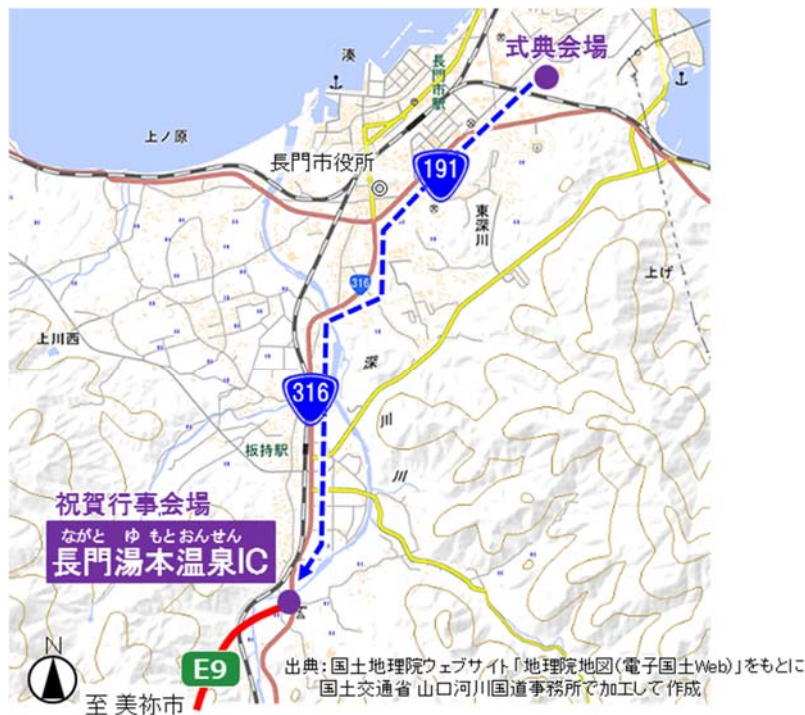 式典会場
湊
長門市駅
上ノ原
長門市役所
191
東深川
上げ
316
上川西
深川川
316
板持駅
祝賀行事会場
ながと ゆもとおんせん
長門湯本温泉IC
N
E9
至 美祢市
出典：国土地理院ウェブサイト「地理院地図（電子国土Web）」をもとに
国土交通省 山口河川国道事務所で加工して作成